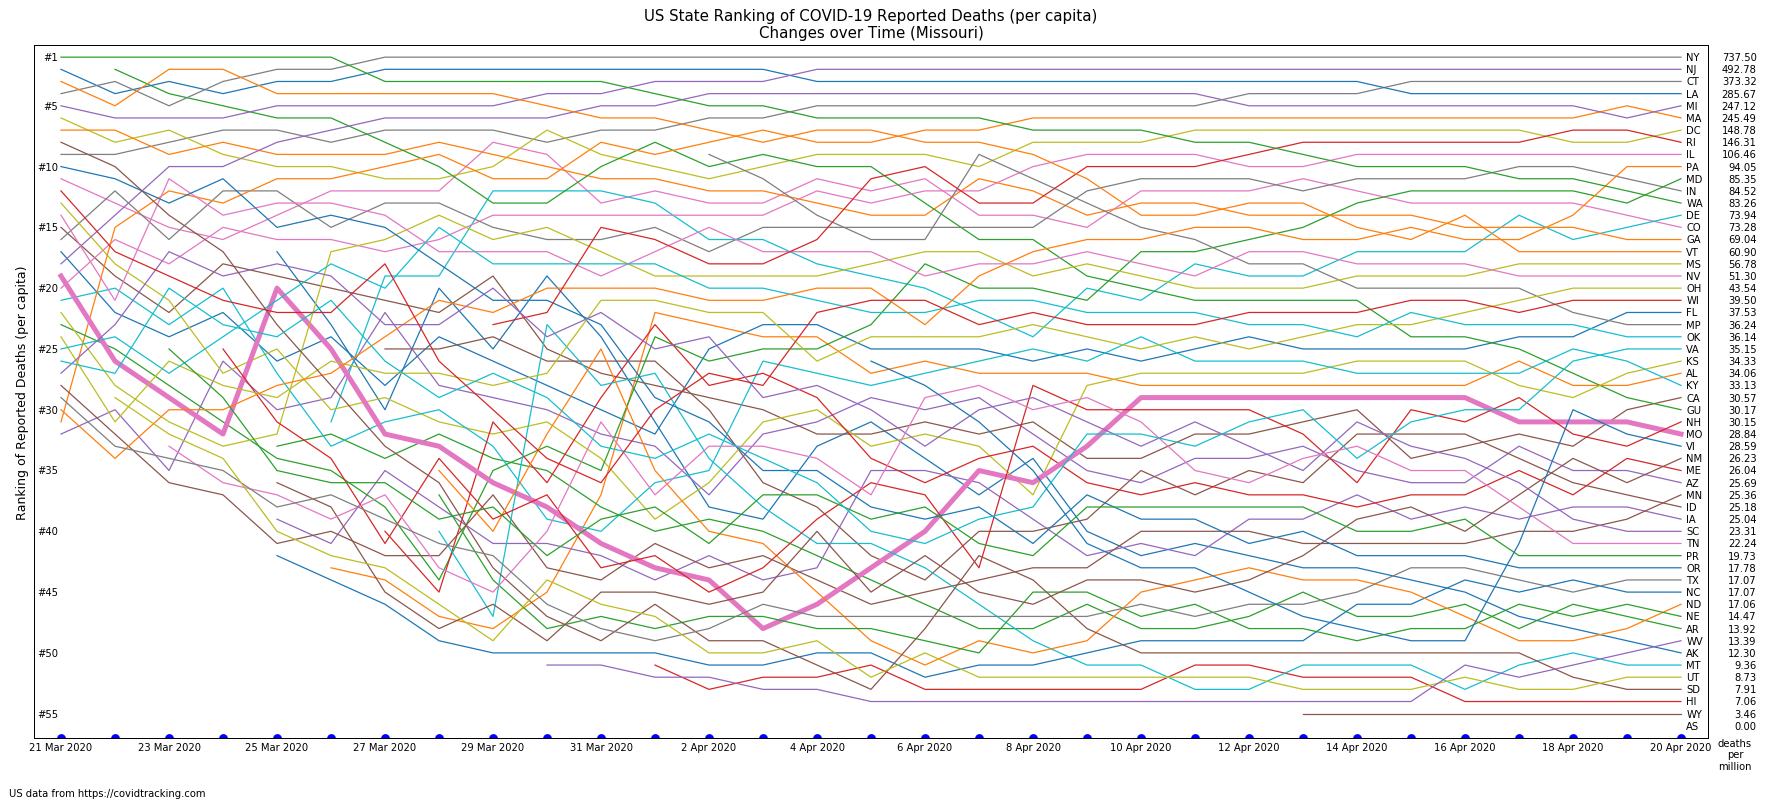 US State Ranking of COVID-19 Reported Deaths (per capita)
Changes over Time (Missouri)
Ranking of Reported Deaths (per capita)
#1
#5
#10
#15
#20
#25
#30
#35
#40
#45
#50
#55
NY 737.50
NJ 492.78
CT 373.32
LA 285.67
MI 247.12
MA 245.49
DC 148.78
RI 146.31
IL 106.46
PA 94.05
MD 85.35
IN 84.52
WA 83.26
DE 73.94
CO 73.28
GA 69.04
VT 60.90
MS 56.78
NV 51.30
OH 43.54
WI 39.50
FL 37.53
MP 36.24
OK 36.14
VA 35.15
KS 34.33
AL 34.06
KY 33.13
CA 30.57
GU 30.17
NH 30.15
MO 28.84
VI 28.59
NM 26.23
ME 26.04
AZ 25.69
MN 25.36
ID 25.18
IA 25.04
SC 23.31
TN 22.24
PR 19.73
OR 17.78
TX 17.07
NC 17.07
ND 17.06
NE 14.47
AR 13.92
WV 13.39
AK 12.30
MT 9.36
UT 8.73
SD 7.91
HI 7.06
WY 3.46
AS 0.00
21 Mar 2020 23 Mar 2020 25 Mar 2020 27 Mar 2020 29 Mar 2020 31 Mar 2020 2 Apr 2020 4 Apr 2020 6 Apr 2020 8 Apr 2020 10 Apr 2020 12 Apr 2020 14 Apr 2020 16 Apr 2020 18 Apr 2020 20 Apr 2020
deaths
per
million
US data from https://covidtracking.com